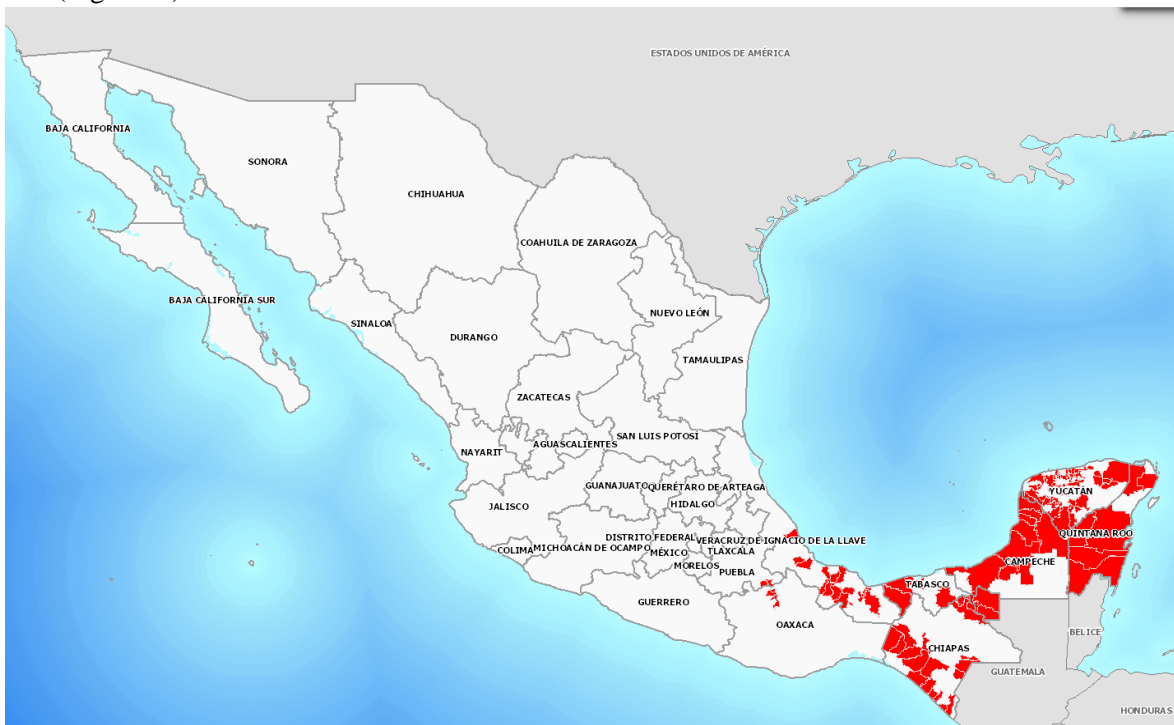 ESTADOS UNIDOS DE AMÉRICA
BAJA CALIFORNIA
SONORA
CHIHUAHUA
COAHUILA DE ZARAGOZA
BAJA CALIFORNIA SUR
SINALOA
NUEVO LEÓN
DURANGO
TAMAULIPAS
ZACATECAS
NAYARIT
AGUASCALIENTES
SAN LUIS POTOSÍ
GUANAJUATO
QUERÉTARO DE ARTEAGA
JALISCO
HIDALGO
YUCATÁN
COLIMA
MICHOACÁN DE OCAMPO
DISTRITO FEDERAL
VERACRUZ DE IGNACIO DE LA LLAVE
QUINTANA ROO
MÉXICO
TLAXCALA
MORELOS
PUEBLA
CAMPECHE
TABASCO
GUERRERO
OAXACA
CHIAPAS
BELICE
GUATEMALA
HONDURAS